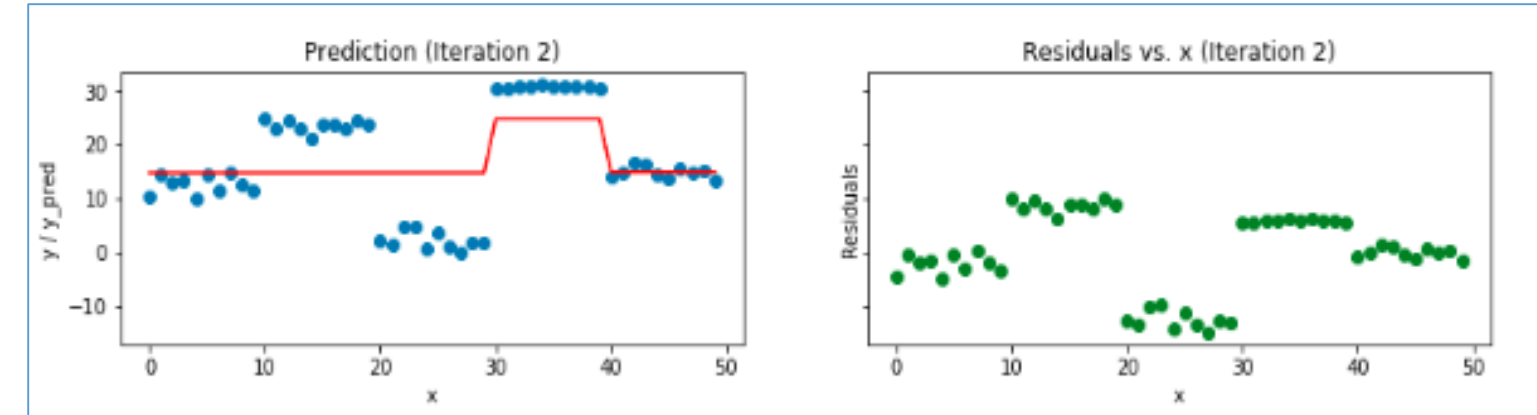 Prediction (Iteration 2)
30
20
10
0
−10
y / y_pred
0 10 20 30 40 50
x
Residuals vs. x (Iteration 2)
Residuals
0 10 20 30 40 50
x